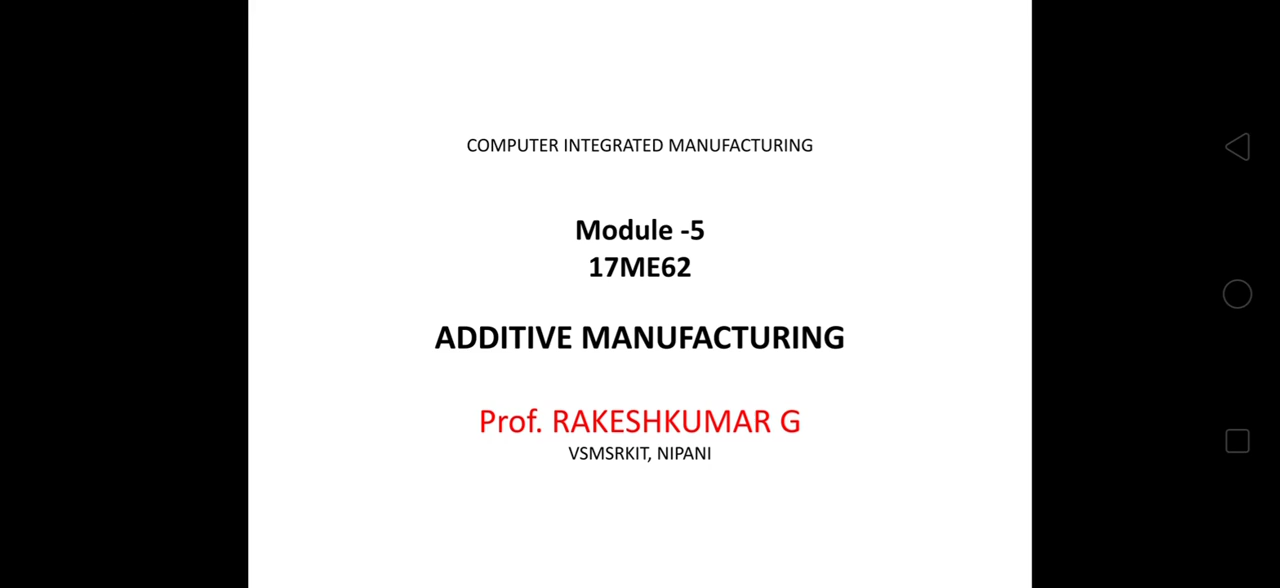 COMPUTER INTEGRATED MANUFACTURING
Module -5
17ME62
ADDITIVE MANUFACTURING
Prof. RAKESHKUMAR G
VSMSRKIT, NIPANI